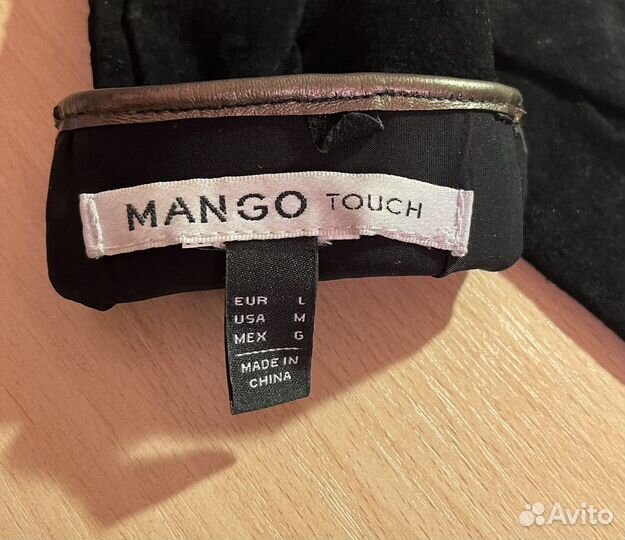 MANGO TOUCH
EUR L
USA M
MEX G
MADE IN
CHINA
Avito